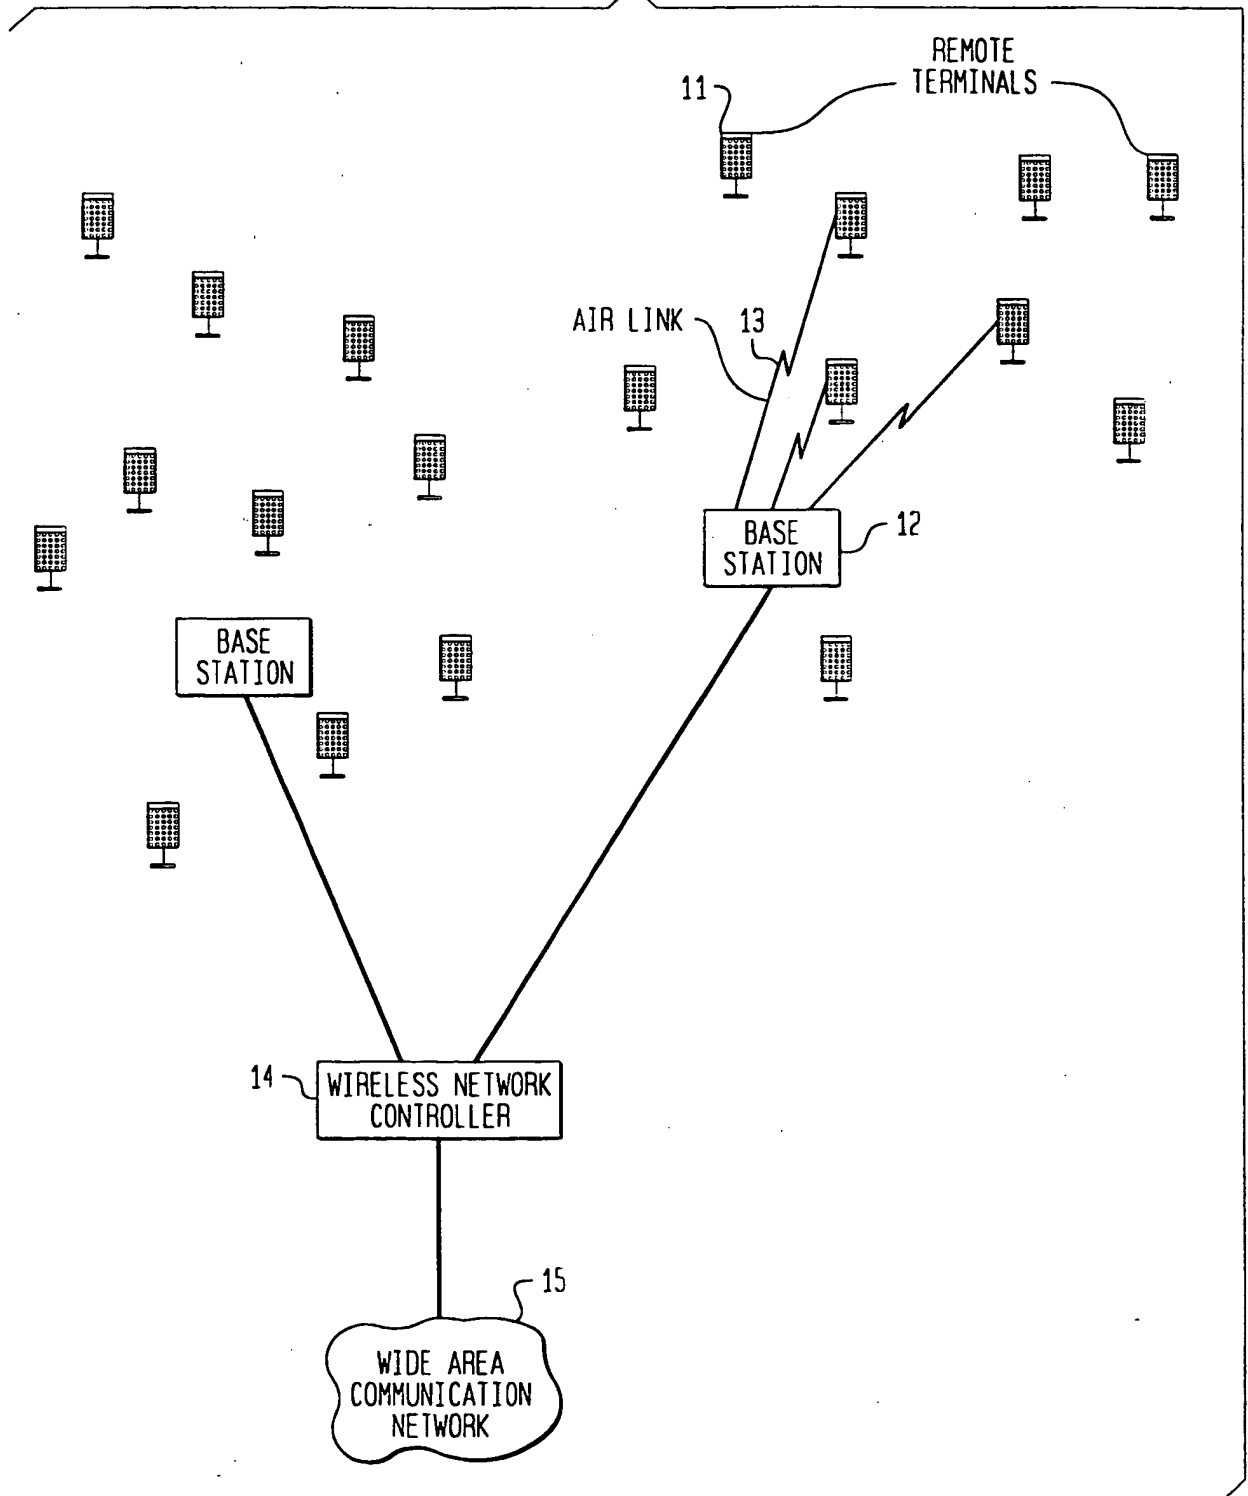 REMOTE
TERMINALS
11
AIR LINK
13
BASE
STATION
12
BASE
STATION
14
WIRELESS NETWORK
CONTROLLER
15
WIDE AREA
COMMUNICATION
NETWORK